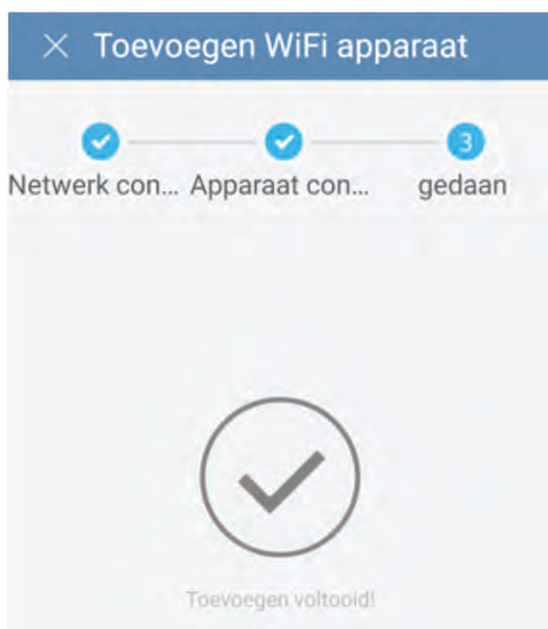 Toevoegen WiFi apparaat
3
Netwerk con... Apparaat con... gedaan
Toevoegen voltooid!